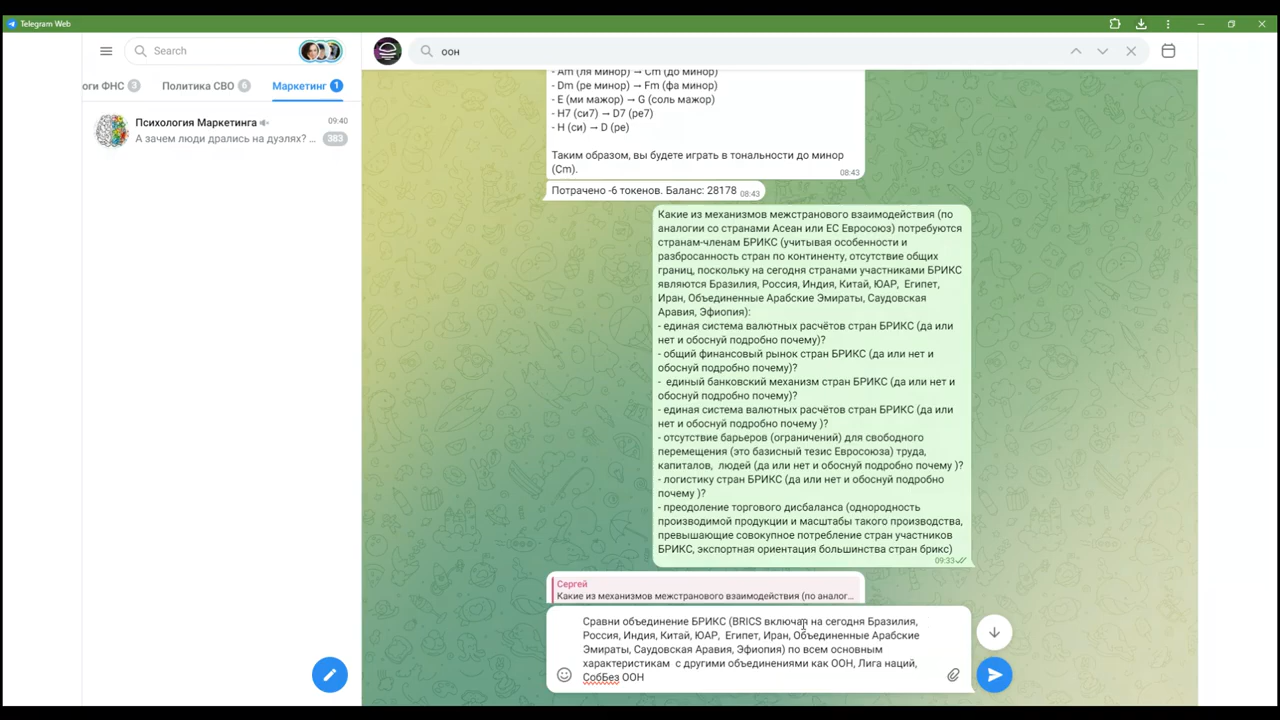 Telegram Web
Search
оон
оги ФНС 3
Политика СВО 6
Маркетинг 1
Психология Маркетинга
09:40
А зачем люди дрались на дуэлях? ...
383
- Am (ля минор) → Cm (до минор)
- Dm (ре минор) → Fm (фа минор)
- E (ми мажор) → G (соль мажор)
- H7 (си7) → D7 (ре7)
- H (си) → D (ре)
Таким образом, вы будете играть в тональности до минор
(Cm).
08:43
Потрачено -6 токенов. Баланс: 28178 08:43
Какие из механизмов межстранового взаимодействия (по
аналогии со странами Асеан или ЕС Евросоюз) потребуются
странам-членам БРИКС (учитывая особенности и
разбросанность стран по континенту, отсутствие общих
границ, поскольку на сегодня странами участниками БРИКС
являются Бразилия, Россия, Индия, Китай, ЮАР, Египет,
Иран, Объединенные Арабские Эмираты, Саудовская
Аравия, Эфиопия):
- единая система валютных расчётов стран БРИКС (да или
нет и обоснуй подробно почему)?
- общий финансовый рынок стран БРИКС (да или нет и
обоснуй подробно почему)?
- единый банковский механизм стран БРИКС (да или нет и
обоснуй подробно почему)?
- единая система валютных расчётов стран БРИКС (да или
нет и обоснуй подробно почему )?
- отсутствие барьеров (ограничений) для свободного
перемещения (это базисный тезис Евросоюза) труда,
капиталов, людей (да или нет и обоснуй подробно почему )?
- логистику стран БРИКС (да или нет и обоснуй подробно
почему )?
- преодоление торгового дисбаланса (однородность
производимой продукции и масштабы такого производства,
превышающие совокупное потребление стран участников
БРИКС, экспортная ориентация большинства стран брикс)
09:33
Сергей
Какие из механизмов межстранового взаимодействия (по аналог...
Сравни объединение БРИКС (BRICS включая на сегодня Бразилия,
Россия, Индия, Китай, ЮАР, Египет, Иран, Объединенные Арабские
Эмираты, Саудовская Аравия, Эфиопия) по всем основным
характеристикам с другими объединениями как ООН, Лига наций,
СобБез ООН